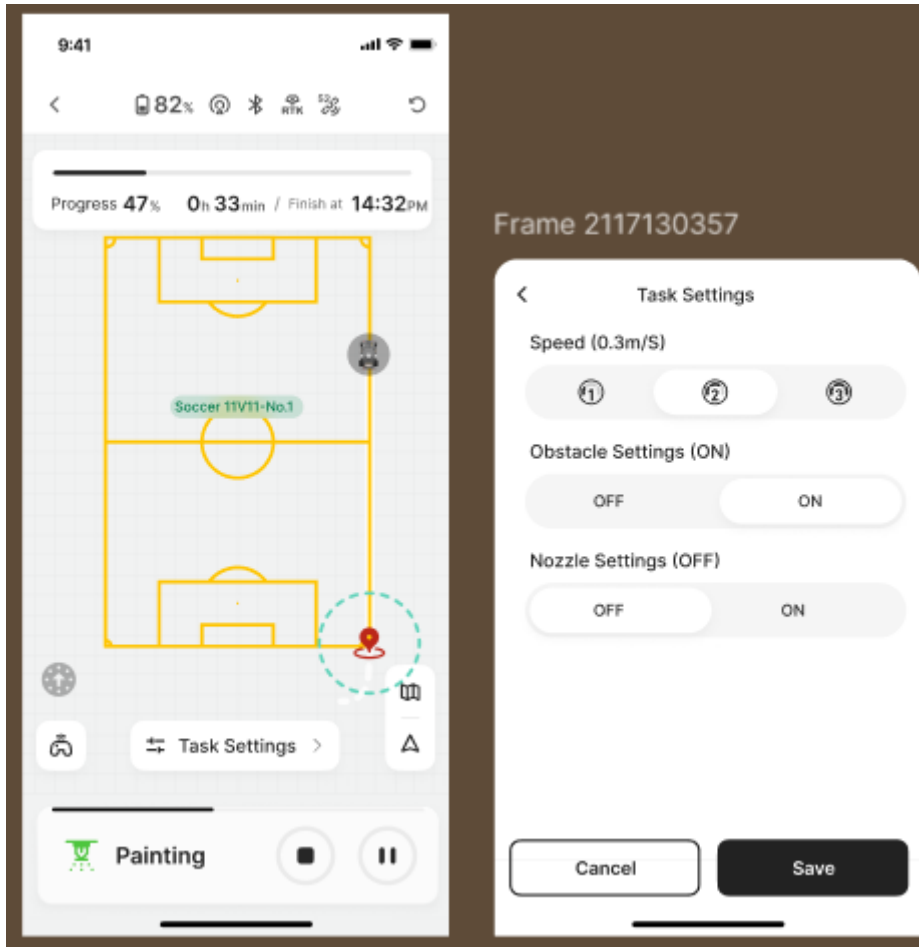 9:41
82%
RTK
Progress 47% 0h 33min / Finish at 14:32PM
Soccer 11V11-No.1
Task Settings
Painting
Frame 2117130357
Task Settings
Speed (0.3m/S)
1 2 3
Obstacle Settings (ON)
OFF ON
Nozzle Settings (OFF)
OFF ON
Cancel Save